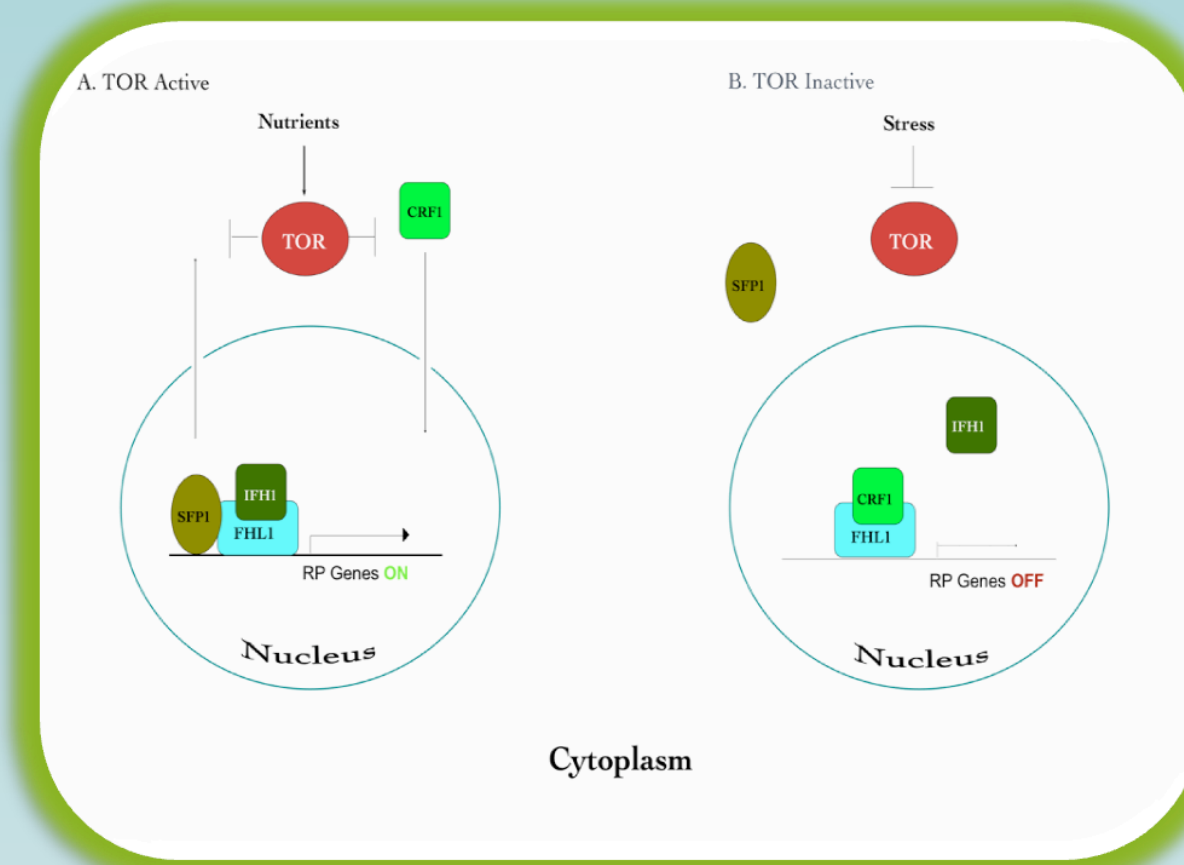 A. TOR Active
Nutrients
TOR
CRF1
SFP1
IFH1
FHL1
RP Genes ON
Nucleus
B. TOR Inactive
Stress
TOR
SFP1
IFH1
CRF1
FHL1
RP Genes OFF
Nucleus
Cytoplasm